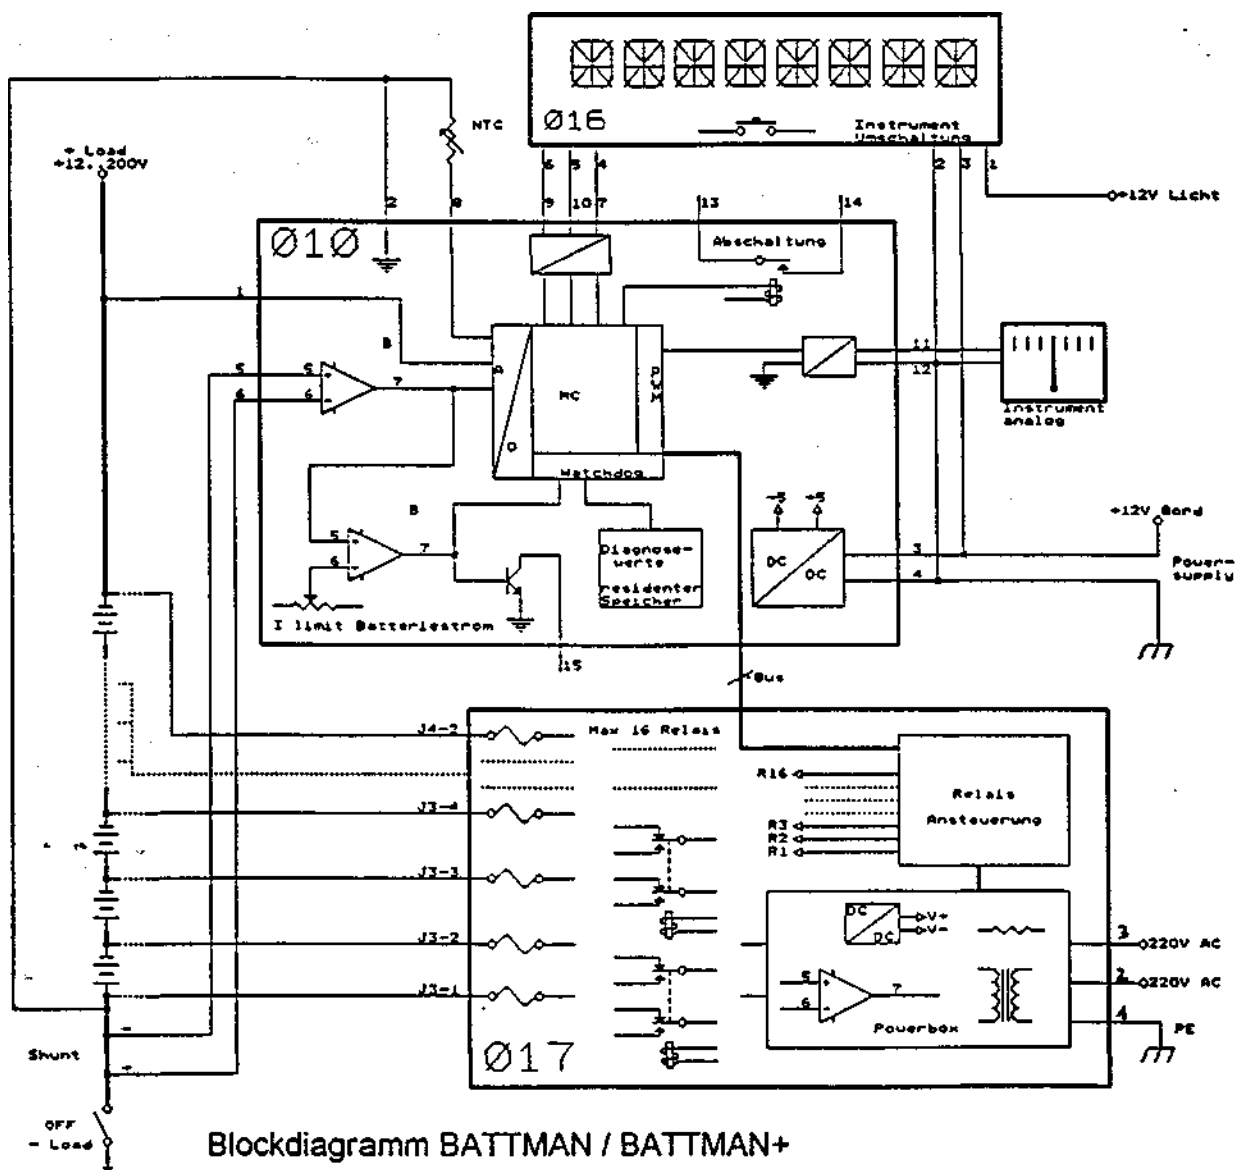 Ø16
Instrument
Umschaltung
6 5 4
2 3 1
NTC
+ Load
+12..200V
+12V Licht
2 8 9 10 7 13 14
Ø10
Abschaltung
1
B
A
D
MC
PWM
Watchdog
11
12
Instrument
analog
5 5
6 6
7
B
5
6
7
I limit Batteriestrom
Diagnose-
werte
residenter
Speicher
-5 +5
DC
DC
3
4
+12V Bord
Power-
supply
15
Bus
J4-2
Max 16 Relais
R16
R3
R2
R1
Relais
Ansteuerung
J3-4
J3-3
J3-2
J3-1
DC
DC
V+
V-
5
6
7
Powerbox
3 220V AC
2 220V AC
4
PE
Ø17
-
Shunt
+
OFF
- Load
Blockdiagramm BATTMAN / BATTMAN+